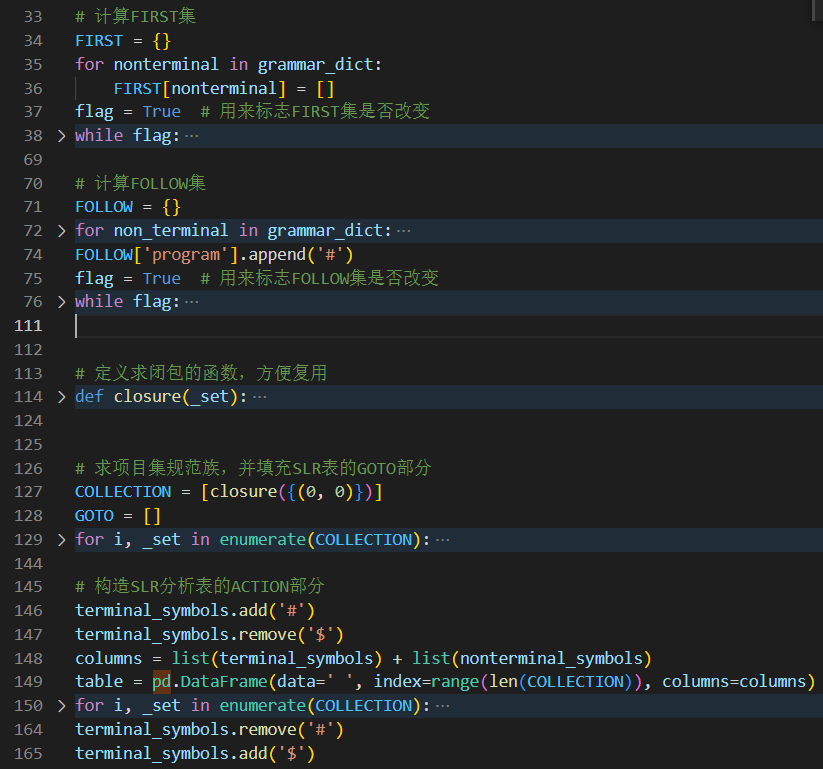 33 # 计算FIRST集
34 FIRST = {}
35 for nonterminal in grammar_dict:
36     FIRST[nonterminal] = []
37 flag = True  # 用来标志FIRST集是否改变
38 > while flag: ···
69
70 # 计算FOLLOW集
71 FOLLOW = {}
72 > for non_terminal in grammar_dict: ···
74 FOLLOW['program'].append('#')
75 flag = True  # 用来标志FOLLOW集是否改变
76 > while flag: ···
111
112
113 # 定义求闭包的函数，方便复用
114 > def closure(_set): ···
124
125
126 # 求项目集规范族，并填充SLR表的GOTO部分
127 COLLECTION = [closure({(0, 0)})]
128 GOTO = []
129 > for i, _set in enumerate(COLLECTION): ···
144
145 # 构造SLR分析表的ACTION部分
146 terminal_symbols.add('#')
147 terminal_symbols.remove('$')
148 columns = list(terminal_symbols) + list(nonterminal_symbols)
149 table = pd.DataFrame(data=' ', index=range(len(COLLECTION)), columns=columns)
150 > for i, _set in enumerate(COLLECTION): ···
164 terminal_symbols.remove('#')
165 terminal_symbols.add('$')